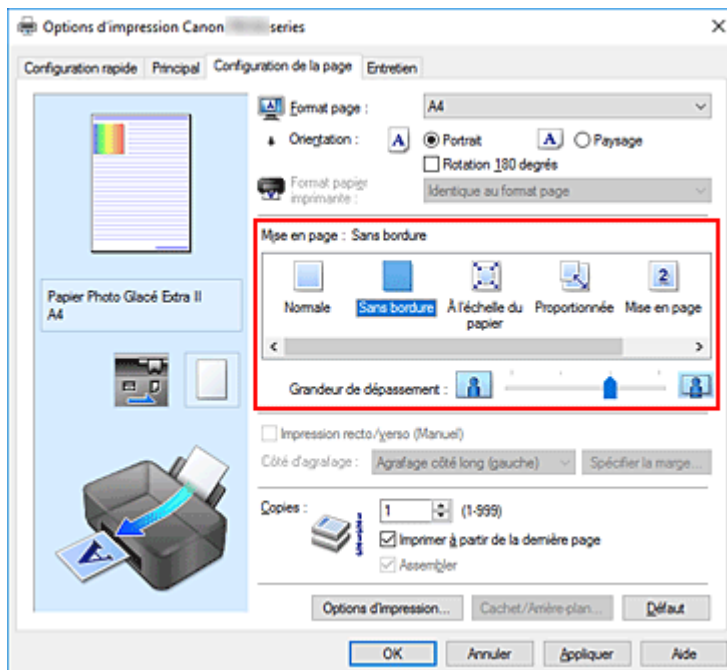 Options d'impression Canon series
Configuration rapide Principal Configuration de la page Entretien
Format page : A4
Orientation : A Portrait A Paysage
Rotation 180 degrés
Format papier imprimante : Identique au format page
Mise en page : Sans bordure
Normale Sans bordure À l'échelle du papier Proportionnée Mise en page
Grandeur de dépassement :
Papier Photo Glacé Extra II
A4
Impression recto/verso (Manuel)
Côté d'agrafage : Agrafage côté long (gauche) Spécifier la marge...
Copies : 1 (1-999)
Imprimer à partir de la dernière page
Assembler
Options d'impression... Cachet/Arrière-plan... Défaut
OK Annuler Appliquer Aide